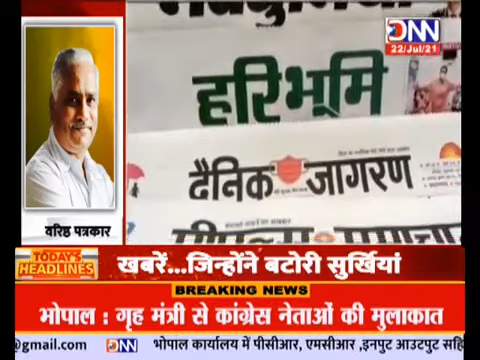 DNN
22/Jul/21
हरिभूमि
दैनिक जागरण
वरिष्ठ पत्रकार
TODAY'S
HEADLINES
खबरें...जिन्होंने बटोरी सुर्खियां
BREAKING NEWS
भोपाल : गृह मंत्री से कांग्रेस नेताओं की मुलाकात
@gmail.com DNN भोपाल कार्यालय में पीसीआर, एमसीआर ,इनपुट आउटपुट सहि